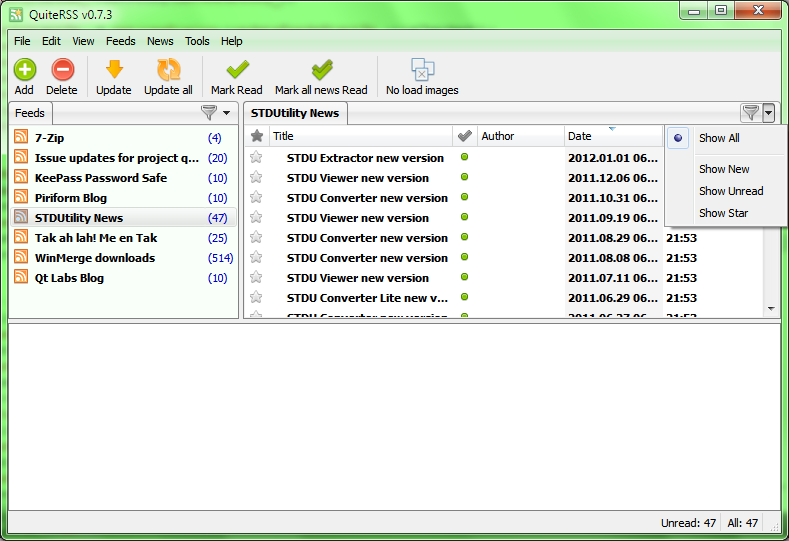 QuiteRSS v0.7.3
File Edit View Feeds News Tools Help
Add Delete Update Update all Mark Read Mark all news Read No load images
Feeds
7-Zip (4)
Issue updates for project q... (20)
KeePass Password Safe (10)
Piriform Blog (10)
STDUtility News (47)
Tak ah lah! Me en Tak (25)
WinMerge downloads (514)
Qt Labs Blog (10)
STDUtility News
Title Author Date
STDU Extractor new version 2012.01.01 06...
STDU Viewer new version 2011.12.06 06...
STDU Converter new version 2011.10.31 06...
STDU Viewer new version 2011.09.19 06...
STDU Converter new version 2011.08.29 06... 21:53
STDU Converter new version 2011.08.08 06... 21:53
STDU Viewer new version 2011.07.11 06... 21:53
STDU Converter Lite new v... 2011.06.29 06... 21:53
STDU Converter new version 2011.06.27 06... 21:53
Show All
Show New
Show Unread
Show Star
Unread: 47 All: 47